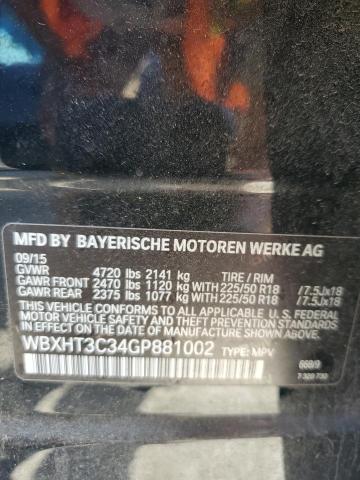 MFD BY BAYERISCHE MOTOREN WERKE AG
09/15
GVWR 4720 lbs 2141 kg TIRE / RIM
GAWR FRONT 2470 lbs 1120 kg WITH 225/50 R18 /7.5Jx18
GAWR REAR 2375 lbs 1077 kg WITH 225/50 R18 /7.5Jx18
THIS VEHICLE CONFORMS TO ALL APPLICABLE
U.S. FEDERAL MOTOR VEHICLE SAFETY, BUMPER
AND THEFT PREVENTION STANDARDS IN EFFECT
ON THE DATE OF MANUFACTURE SHOWN ABOVE.
WBXHT3C34GP881002 TYPE: MPV